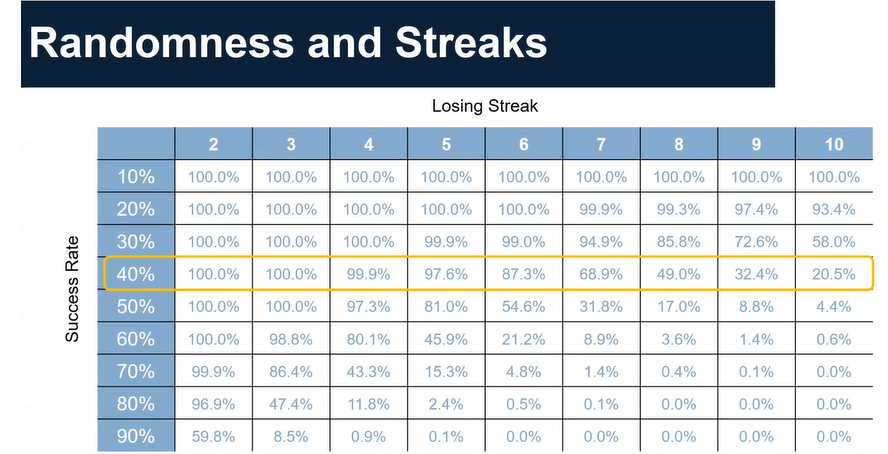 Randomness and Streaks
Losing Streak
2 3 4 5 6 7 8 9 10
10% 100.0% 100.0% 100.0% 100.0% 100.0% 100.0% 100.0% 100.0% 100.0%
20% 100.0% 100.0% 100.0% 100.0% 100.0% 99.9% 99.3% 97.4% 93.4%
30% 100.0% 100.0% 100.0% 99.9% 99.0% 94.9% 85.8% 72.6% 58.0%
40% 100.0% 100.0% 99.9% 97.6% 87.3% 68.9% 49.0% 32.4% 20.5%
50% 100.0% 100.0% 97.3% 81.0% 54.6% 31.8% 17.0% 8.8% 4.4%
60% 100.0% 98.8% 80.1% 45.9% 21.2% 8.9% 3.6% 1.4% 0.6%
70% 99.9% 86.4% 43.3% 15.3% 4.8% 1.4% 0.4% 0.1% 0.0%
80% 96.9% 47.4% 11.8% 2.4% 0.5% 0.1% 0.0% 0.0% 0.0%
90% 59.8% 8.5% 0.9% 0.1% 0.0% 0.0% 0.0% 0.0% 0.0%
Success Rate